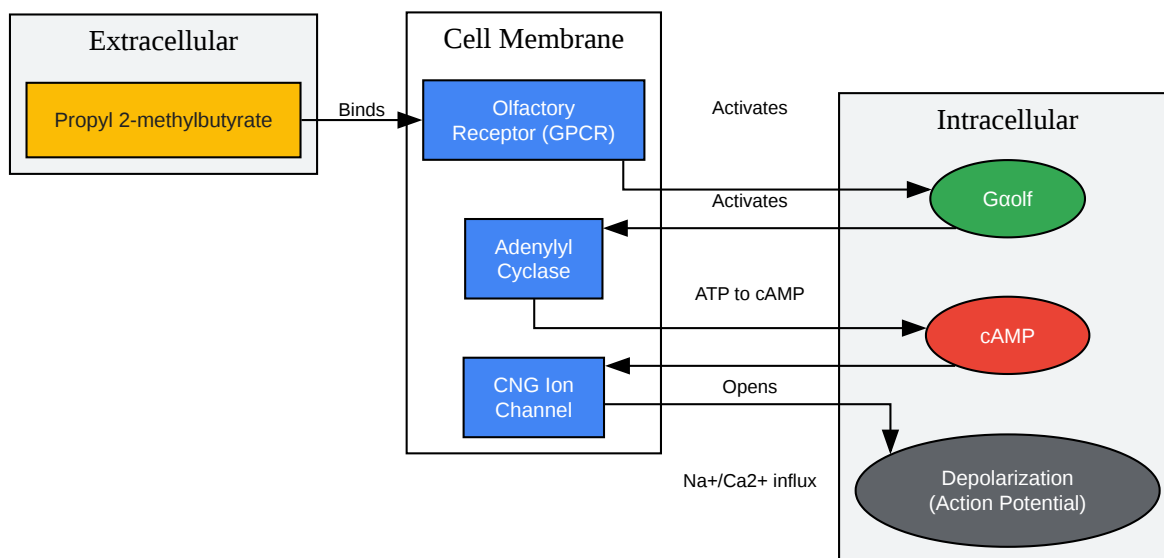 Extracellular
Propyl 2-methylbutyrate
Binds
Cell Membrane
Olfactory
Receptor (GPCR)
Activates
Intracellular
Gαolf
Activates
Adenylyl
Cyclase
ATP to cAMP
cAMP
CNG Ion
Channel
Opens
Na+/Ca2+ influx
Depolarization
(Action Potential)